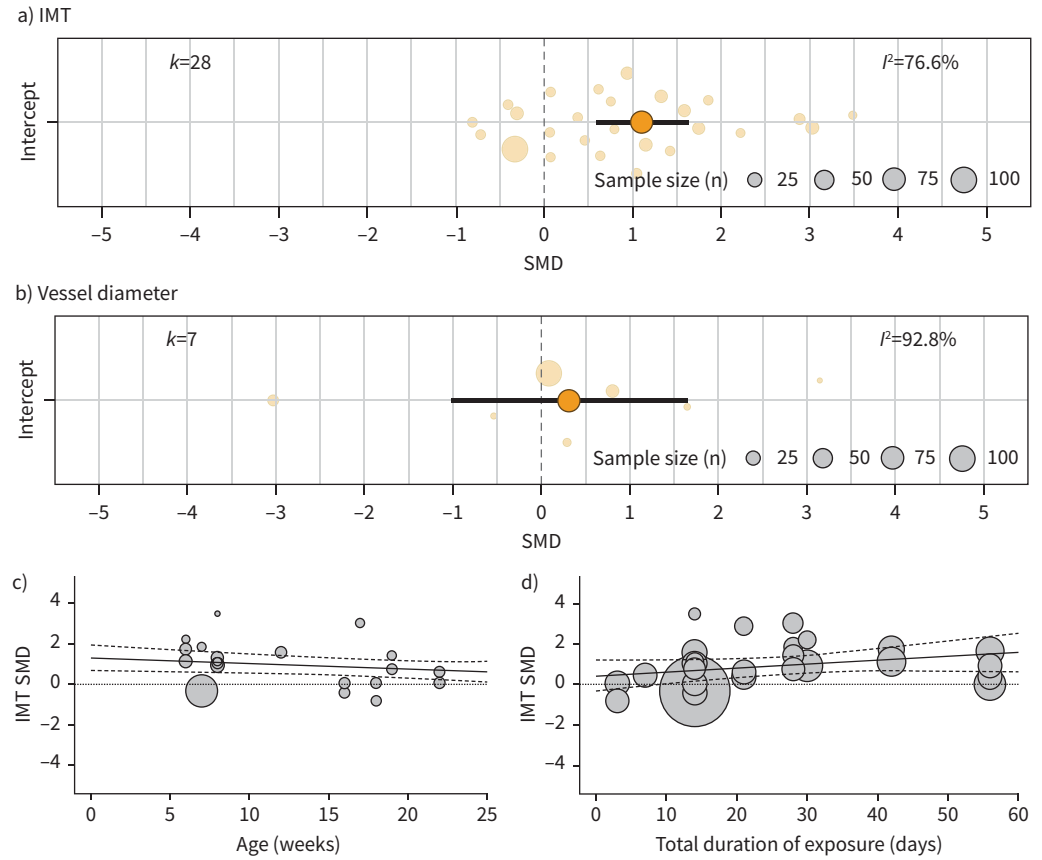 a) IMT
k=28
I²=76.6%
Intercept
Sample size (n) 25 50 75 100
–5 –4 –3 –2 –1 0 1 2 3 4 5
SMD
b) Vessel diameter
k=7
I²=92.8%
Intercept
Sample size (n) 25 50 75 100
–5 –4 –3 –2 –1 0 1 2 3 4 5
SMD
c)
4
2
0
–2
–4
IMT SMD
0 5 10 15 20 25
Age (weeks)
d)
4
2
0
–2
–4
IMT SMD
0 10 20 30 40 50 60
Total duration of exposure (days)